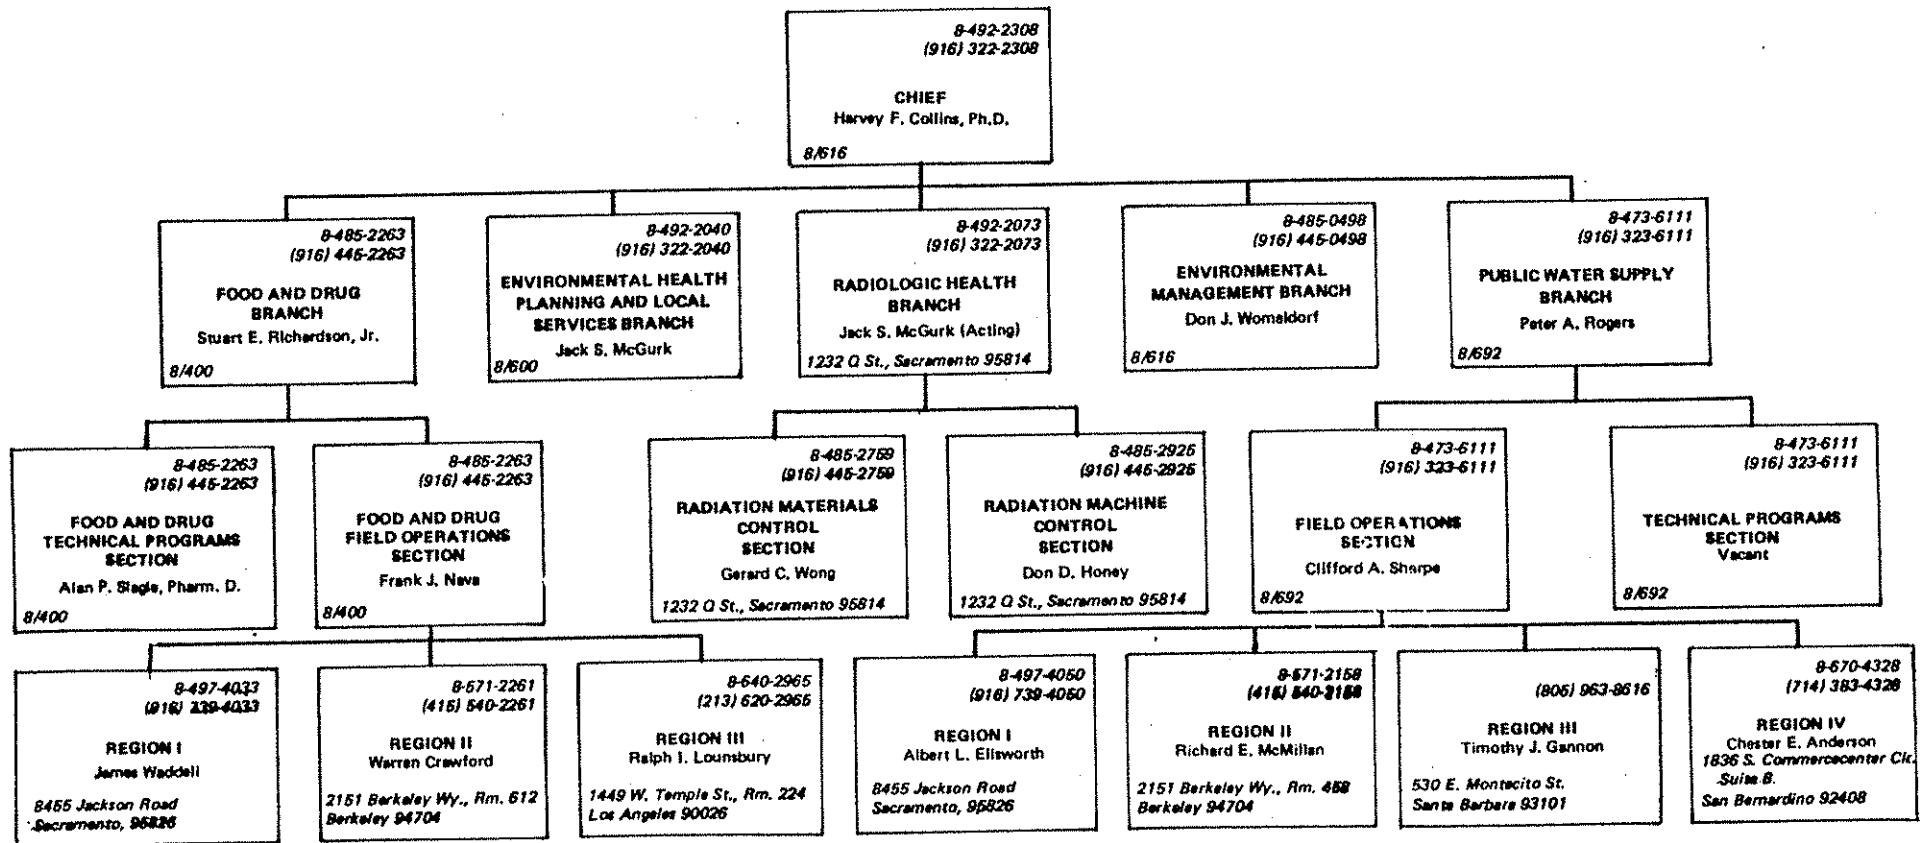 8-492-2308
(916) 322-2308
CHIEF
Harvey F. Collins, Ph.D.
8/616
8-485-2263
(916) 445-2263
FOOD AND DRUG
BRANCH
Stuart E. Richardson, Jr.
8/400
8-492-2040
(916) 322-2040
ENVIRONMENTAL HEALTH
PLANNING AND LOCAL
SERVICES BRANCH
Jack S. McGurk
8/600
8-492-2073
(916) 322-2073
RADIOLOGIC HEALTH
BRANCH
Jack S. McGurk (Acting)
1232 Q St., Sacramento 95814
8-485-0498
(916) 445-0498
ENVIRONMENTAL
MANAGEMENT BRANCH
Don J. Womeldorf
8/616
8-473-6111
(916) 323-6111
PUBLIC WATER SUPPLY
BRANCH
Peter A. Rogers
8/692
8-485-2263
(916) 445-2263
FOOD AND DRUG
TECHNICAL PROGRAMS
SECTION
Alan P. Slagle, Pharm. D.
8/400
8-485-2263
(916) 445-2263
FOOD AND DRUG
FIELD OPERATIONS
SECTION
Frank J. Nava
8/400
8-485-2759
(916) 445-2759
RADIATION MATERIALS
CONTROL
SECTION
Gerard C. Wong
1232 Q St., Sacramento 95814
8-485-2925
(916) 445-2925
RADIATION MACHINE
CONTROL
SECTION
Don D. Honey
1232 Q St., Sacramento 95814
8-473-6111
(916) 323-6111
FIELD OPERATIONS
SECTION
Clifford A. Sharpe
8/692
8-473-6111
(916) 323-6111
TECHNICAL PROGRAMS
SECTION
Vacant
8/692
8-497-4033
(916) 739-4033
REGION I
James Waddell
8455 Jackson Road
Sacramento, 95826
8-571-2261
(415) 540-2261
REGION II
Warren Crawford
2151 Berkeley Wy., Rm. 612
Berkeley 94704
8-640-2965
(213) 620-2965
REGION III
Ralph I. Lounsbury
1449 W. Temple St., Rm. 224
Los Angeles 90026
8-497-4050
(916) 739-4050
REGION I
Albert L. Ellsworth
8455 Jackson Road
Sacramento, 95826
8-571-2158
(415) 540-2158
REGION II
Richard E. McMillan
2151 Berkeley Wy., Rm. 458
Berkeley 94704
(805) 963-8616
REGION III
Timothy J. Gannon
530 E. Montecito St.
Santa Barbara 93101
8-670-4328
(714) 383-4328
REGION IV
Chester E. Anderson
1836 S. Commercecenter Cir.
Suite B.
San Bernardino 92408